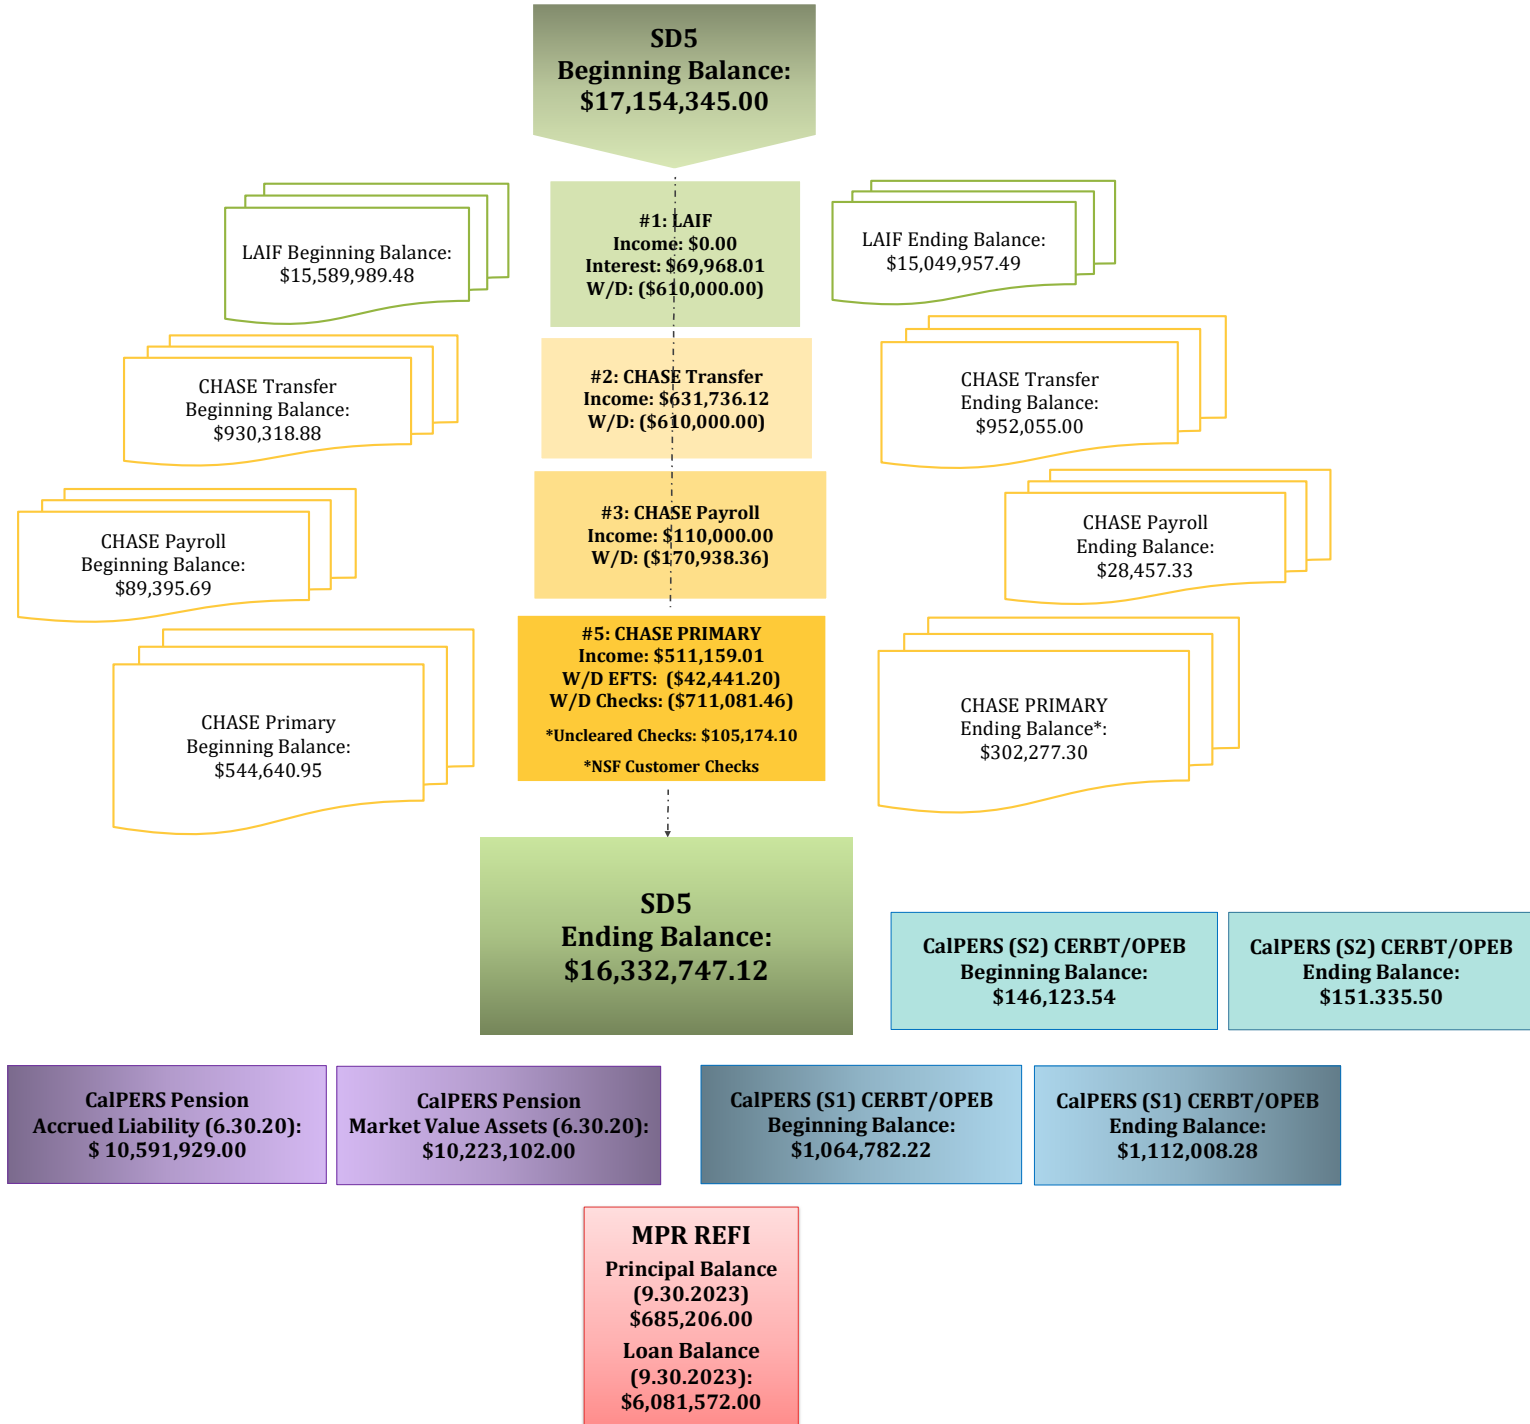 SD5
Beginning Balance:
$17,154,345.00
LAIF Beginning Balance:
$15,589,989.48
#1: LAIF
Income: $0.00
Interest: $69,968.01
W/D: ($610,000.00)
LAIF Ending Balance:
$15,049,957.49
CHASE Transfer
Beginning Balance:
$930,318.88
#2: CHASE Transfer
Income: $631,736.12
W/D: ($610,000.00)
CHASE Transfer
Ending Balance:
$952,055.00
CHASE Payroll
Beginning Balance:
$89,395.69
#3: CHASE Payroll
Income: $110,000.00
W/D: ($170,938.36)
CHASE Payroll
Ending Balance:
$28,457.33
CHASE Primary
Beginning Balance:
$544,640.95
#5: CHASE PRIMARY
Income: $511,159.01
W/D EFTS:  ($42,441.20)
W/D Checks: ($711,081.46)
*Uncleared Checks: $105,174.10
*NSF Customer Checks
CHASE PRIMARY
Ending Balance*:
$302,277.30
SD5
Ending Balance:
$16,332,747.12
CalPERS (S2) CERBT/OPEB
Beginning Balance:
$146,123.54
CalPERS (S2) CERBT/OPEB
Ending Balance:
$151.335.50
CalPERS Pension
Accrued Liability (6.30.20):
$ 10,591,929.00
CalPERS Pension
Market Value Assets (6.30.20):
$10,223,102.00
CalPERS (S1) CERBT/OPEB
Beginning Balance:
$1,064,782.22
CalPERS (S1) CERBT/OPEB
Ending Balance:
$1,112,008.28
MPR REFI
Principal Balance
(9.30.2023)
$685,206.00
Loan Balance
(9.30.2023):
$6,081,572.00